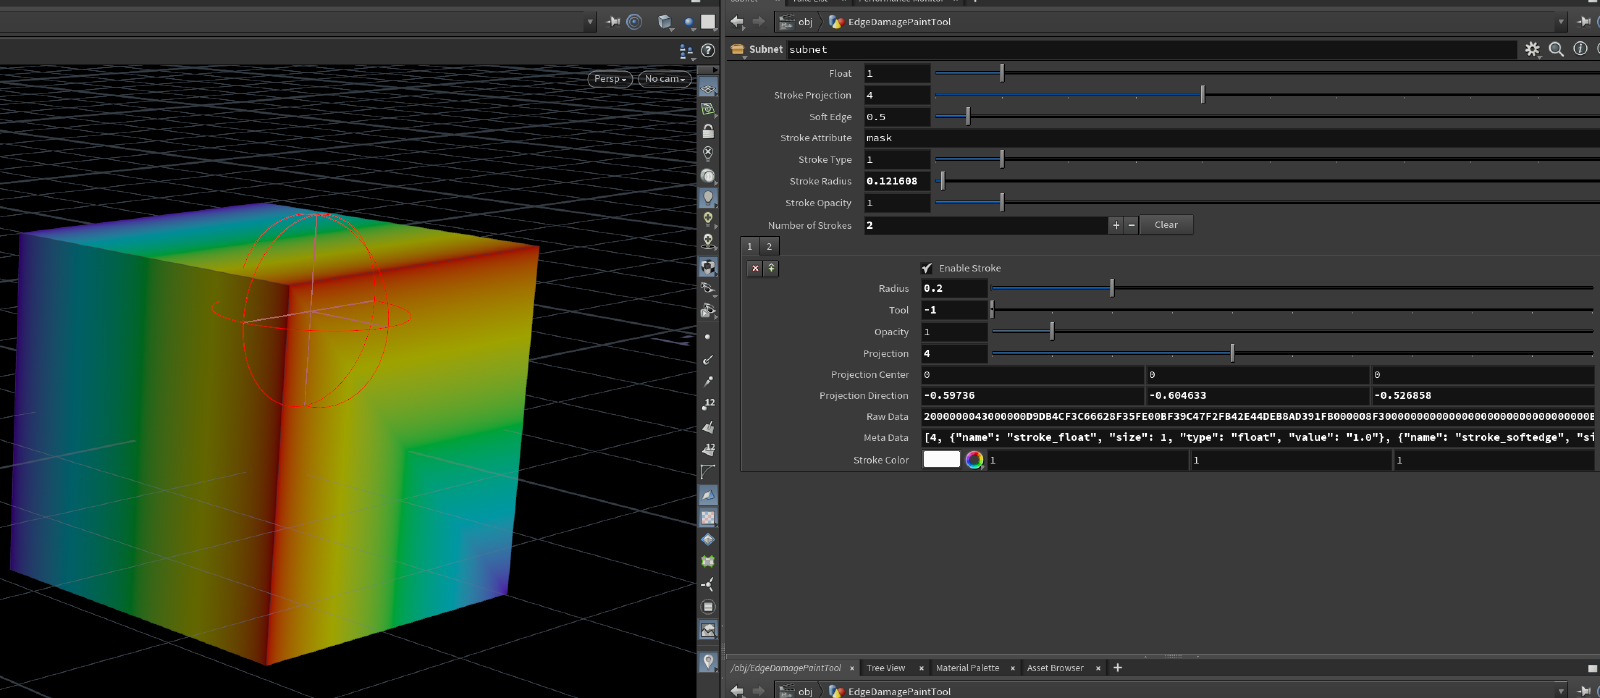 Persp
No cam
12
12
obj
EdgeDamagePaintTool
Subnet subnet
Float 1
Stroke Projection 4
Soft Edge 0.5
Stroke Attribute mask
Stroke Type 1
Stroke Radius 0.121608
Stroke Opacity 1
Number of Strokes 2 + − Clear
1 2
Enable Stroke
Radius 0.2
Tool -1
Opacity 1
Projection 4
Projection Center 0 0 0
Projection Direction -0.59736 -0.604633 -0.526858
Raw Data
Meta Data [4, {"name": "stroke_float", "size": 1, "type": "float", "value": "1.0"}, {"name": "stroke_softedge", "si
Stroke Color 1 1 1
/obj/EdgeDamagePaintTool × Tree View × Material Palette × Asset Browser × +
obj
EdgeDamagePaintTool